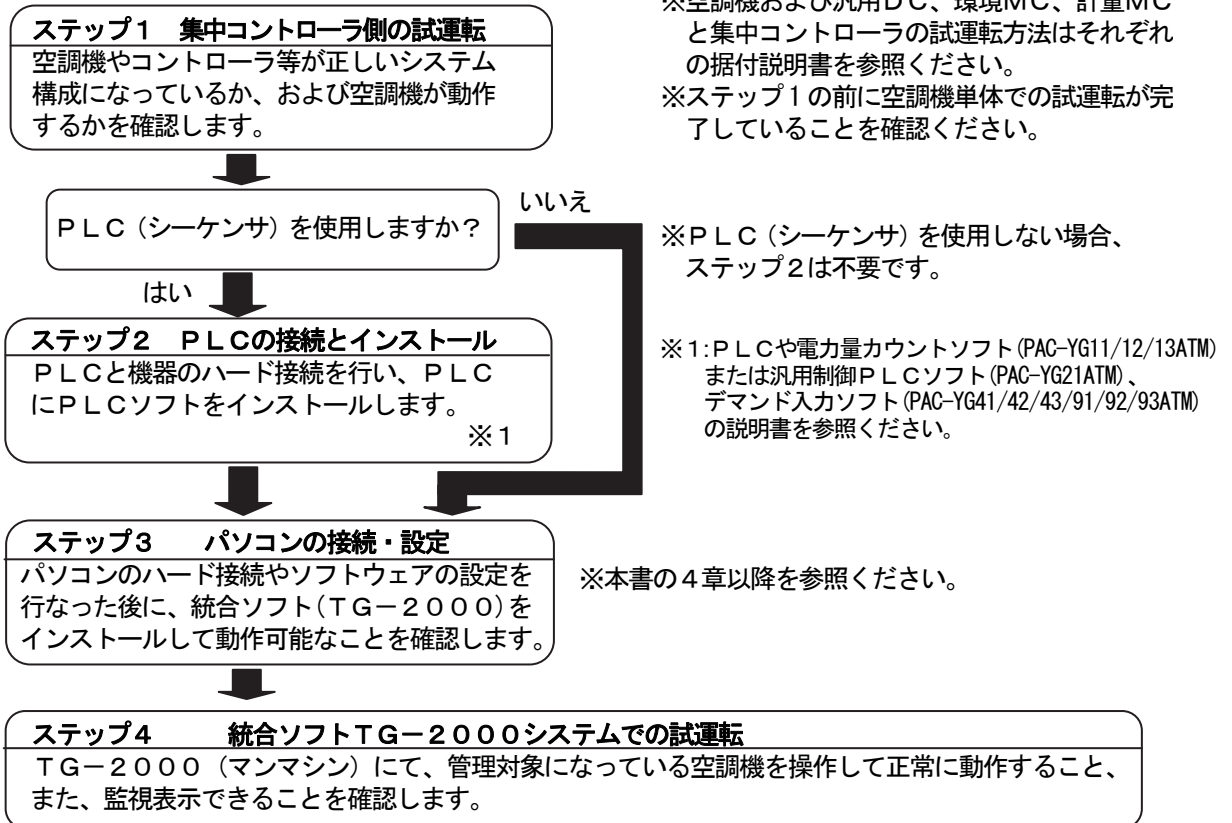 ステップ１　集中コントローラ側の試運転
空調機やコントローラ等が正しいシステム
構成になっているか、および空調機が動作
するかを確認します。
※空調機および汎用ＤＣ、環境ＭＣ、計量ＭＣ
と集中コントローラの試運転方法はそれぞれ
の据付説明書を参照ください。
※ステップ１の前に空調機単体での試運転が完
了していることを確認ください。
ＰＬＣ（シーケンサ）を使用しますか？
いいえ
はい
※ＰＬＣ（シーケンサ）を使用しない場合、
ステップ２は不要です。
ステップ２　ＰＬＣの接続とインストール
ＰＬＣと機器のハード接続を行い、ＰＬＣ
にＰＬＣソフトをインストールします。
※１
※１:ＰＬＣや電力量カウントソフト(PAC-YG11/12/13ATM)
または汎用制御ＰＬＣソフト(PAC-YG21ATM)、
デマンド入力ソフト(PAC-YG41/42/43/91/92/93ATM)
の説明書を参照ください。
ステップ３　　パソコンの接続・設定
パソコンのハード接続やソフトウェアの設定を
行なった後に、統合ソフト(ＴＧ－２０００)を
インストールして動作可能なことを確認します。
※本書の４章以降を参照ください。
ステップ４　　　統合ソフトＴＧ－２０００システムでの試運転
ＴＧ－２０００（マンマシン）にて、管理対象になっている空調機を操作して正常に動作すること、
また、監視表示できることを確認します。